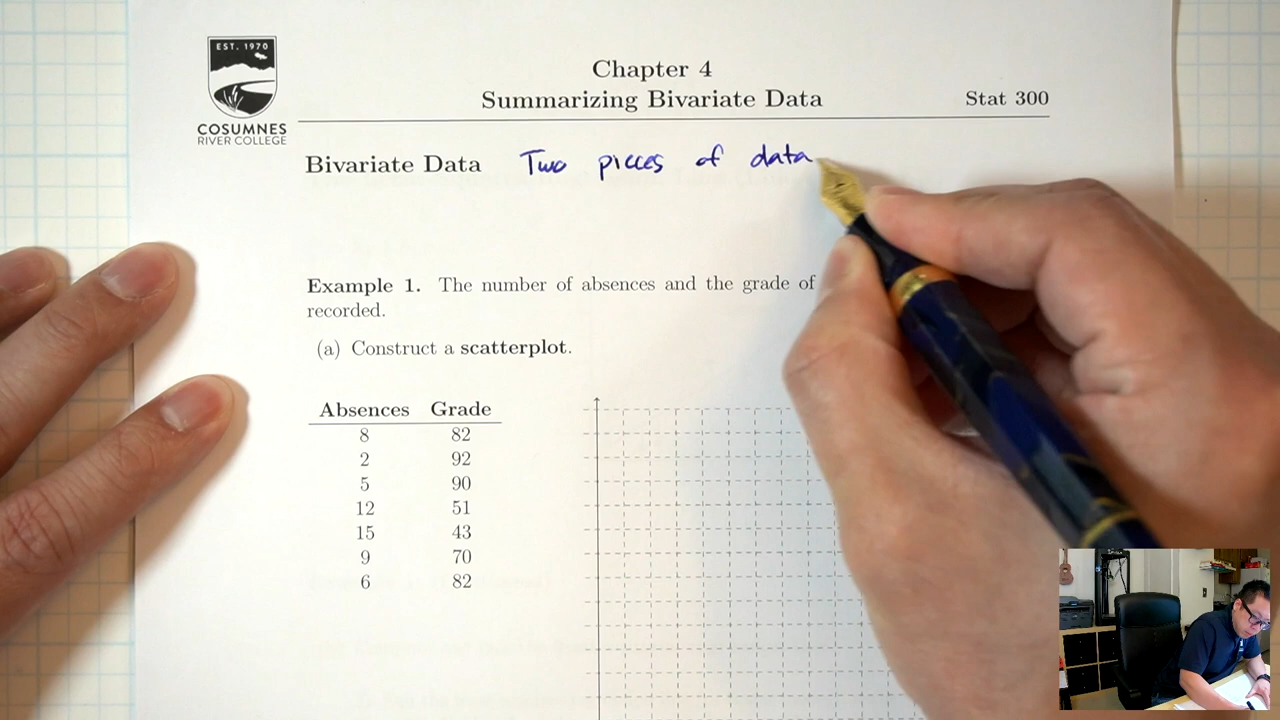 EST. 1970
COSUMNES
RIVER COLLEGE
Chapter 4
Summarizing Bivariate Data
Stat 300
Bivariate Data Two pieces of data
Example 1. The number of absences and the grade of
recorded.
(a) Construct a scatterplot.
Absences Grade
8 82
2 92
5 90
12 51
15 43
9 70
6 82